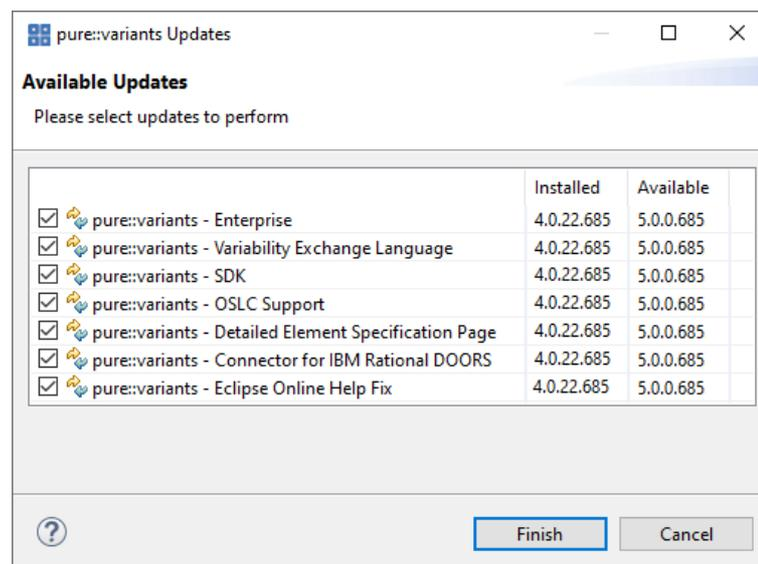 pure::variants Updates
Available Updates
Please select updates to perform
Installed Available
pure::variants - Enterprise 4.0.22.685 5.0.0.685
pure::variants - Variability Exchange Language 4.0.22.685 5.0.0.685
pure::variants - SDK 4.0.22.685 5.0.0.685
pure::variants - OSLC Support 4.0.22.685 5.0.0.685
pure::variants - Detailed Element Specification Page 4.0.22.685 5.0.0.685
pure::variants - Connector for IBM Rational DOORS 4.0.22.685 5.0.0.685
pure::variants - Eclipse Online Help Fix 4.0.22.685 5.0.0.685
? Finish Cancel